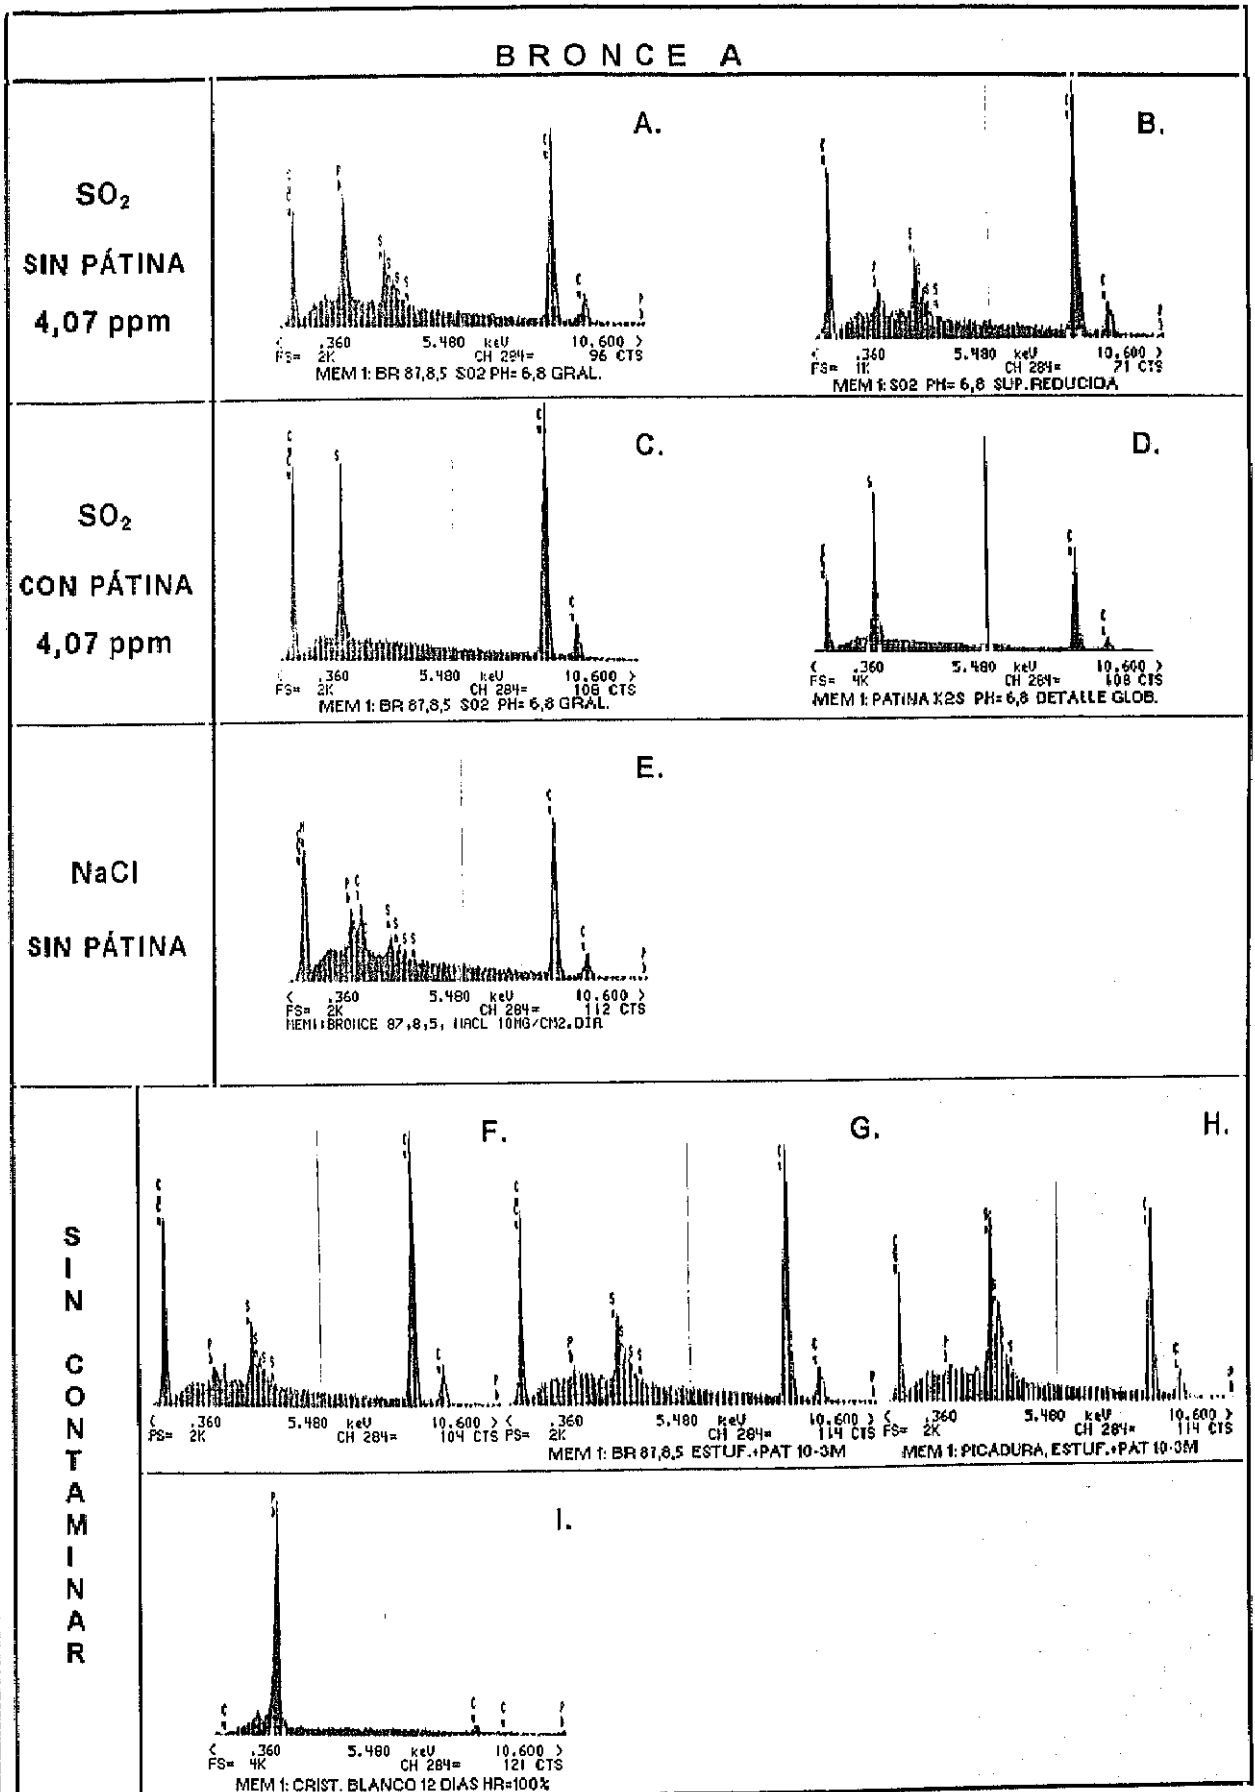 BRONCE A
SO₂
SIN PÁTINA
4,07 ppm
A.
< .360 5.480 keV 10.600 >
FS= 2K CH 284= 96 CTS
MEM 1: BR 87,8,5 SO2 PH= 6,8 GRAL.
B.
< .360 5.480 keV 10.600 >
FS= 11K CH 284= 71 CTS
MEM 1: SO2 PH= 6,8 SUP.REDUCIDA
SO₂
CON PÁTINA
4,07 ppm
C.
< .360 5.480 keV 10.600 >
FS= 2K CH 284= 108 CTS
MEM 1: BR 87,8,5 SO2 PH= 6,8 GRAL.
D.
< .360 5.480 keV 10.600 >
FS= 4K CH 284= 108 CTS
MEM 1: PATINA K2S PH= 6,8 DETALLE GLOB.
NaCl
SIN PÁTINA
E.
< .360 5.480 keV 10.600 >
FS= 2K CH 284= 112 CTS
MEM1: BRONCE 87,8,5, NACL 10MG/CM2.DIA
SIN CONTAMINAR
F.
< .360 5.480 keV 10.600 >
FS= 2K CH 284= 104 CTS
G.
< .360 5.480 keV 10.600 >
FS= 2K CH 284= 114 CTS
MEM 1: BR 87,8,5 ESTUF.+PAT 10-3M
H.
< .360 5.480 keV 10.600 >
FS= 2K CH 284= 114 CTS
MEM 1: PICADURA, ESTUF.+PAT 10-3M
I.
< .360 5.480 keV 10.600 >
FS= 4K CH 284= 121 CTS
MEM 1: CRIST. BLANCO 12 DIAS HR=100%